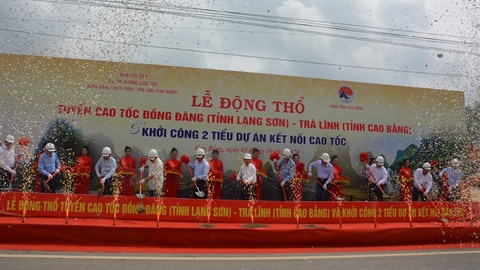 LỄ ĐỘNG THỔ
TUYẾN CAO TỐC ĐỒNG ĐĂNG (TỈNH LẠNG SƠN) - TRÀ LĨNH (TỈNH CAO BẰNG)
KHỞI CÔNG 2 TIỂU DỰ ÁN KẾT NỐI CAO TỐC
LỄ ĐỘNG THỔ TUYẾN CAO TỐC ĐỒNG ĐĂNG (TỈNH LẠNG SƠN) - TRÀ LĨNH (TỈNH CAO BẰNG) VÀ KHỞI CÔNG 2 TIỂU DỰ ÁN KẾT NỐI